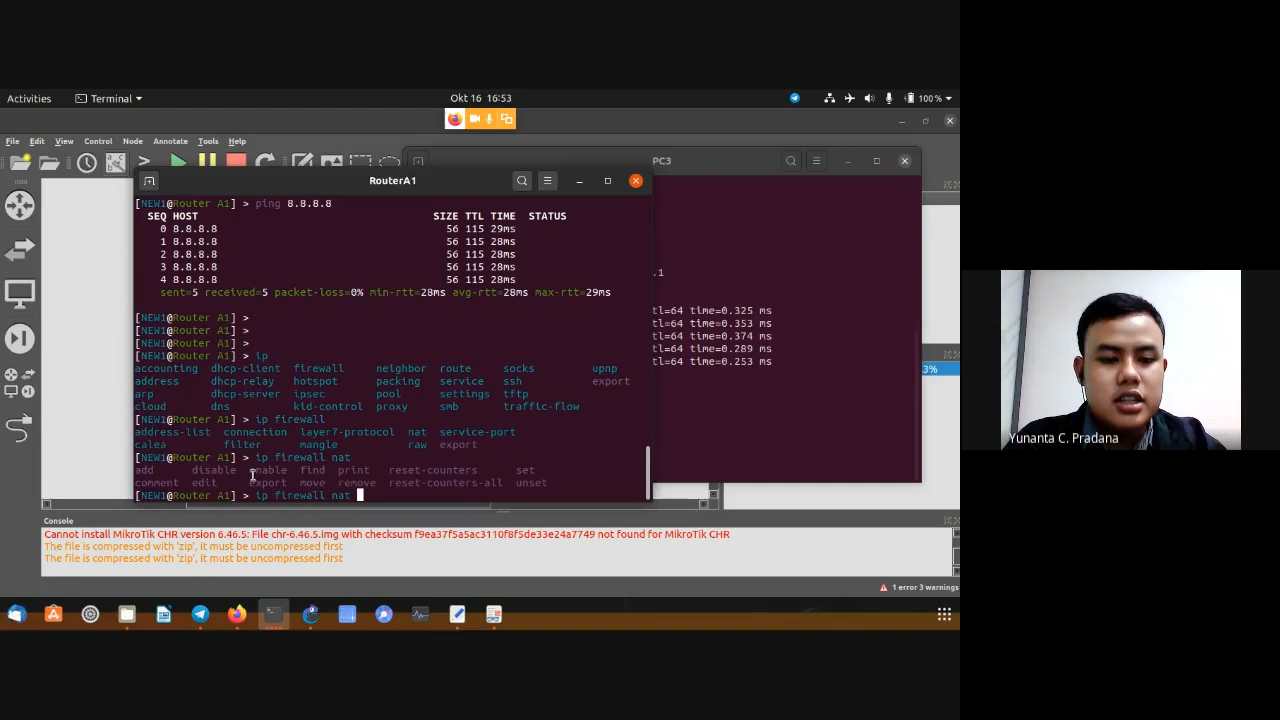 Activities
Terminal
Okt 16 16:53
100 %
File Edit View Control Node Annotate Tools Help
PC3
RouterA1
[NEW1@Router A1] > ping 8.8.8.8
SEQ HOST SIZE TTL TIME STATUS
0 8.8.8.8 56 115 29ms
1 8.8.8.8 56 115 28ms
2 8.8.8.8 56 115 28ms
3 8.8.8.8 56 115 28ms
4 8.8.8.8 56 115 28ms
sent=5 received=5 packet-loss=0% min-rtt=28ms avg-rtt=28ms max-rtt=29ms
[NEW1@Router A1] >
[NEW1@Router A1] >
[NEW1@Router A1] >
[NEW1@Router A1] > ip
accounting dhcp-client firewall neighbor route socks upnp
address dhcp-relay hotspot packing service ssh export
arp dhcp-server ipsec pool settings tftp
cloud dns kid-control proxy smb traffic-flow
[NEW1@Router A1] > ip firewall
address-list connection layer7-protocol nat service-port
calea filter mangle raw export
[NEW1@Router A1] > ip firewall nat
add disable enable find print reset-counters set
comment edit export move remove reset-counters-all unset
[NEW1@Router A1] > ip firewall nat
.1
tl=64 time=0.325 ms
tl=64 time=0.353 ms
tl=64 time=0.374 ms
tl=64 time=0.289 ms
tl=64 time=0.253 ms
3%
Console
Cannot install MikroTik CHR version 6.46.5: File chr-6.46.5.img with checksum f9ea37f5a5ac3110f8f5de33e24a7749 not found for MikroTik CHR
The file is compressed with 'zip', it must be uncompressed first
The file is compressed with 'zip', it must be uncompressed first
1 error 3 warnings
Yunanta C. Pradana